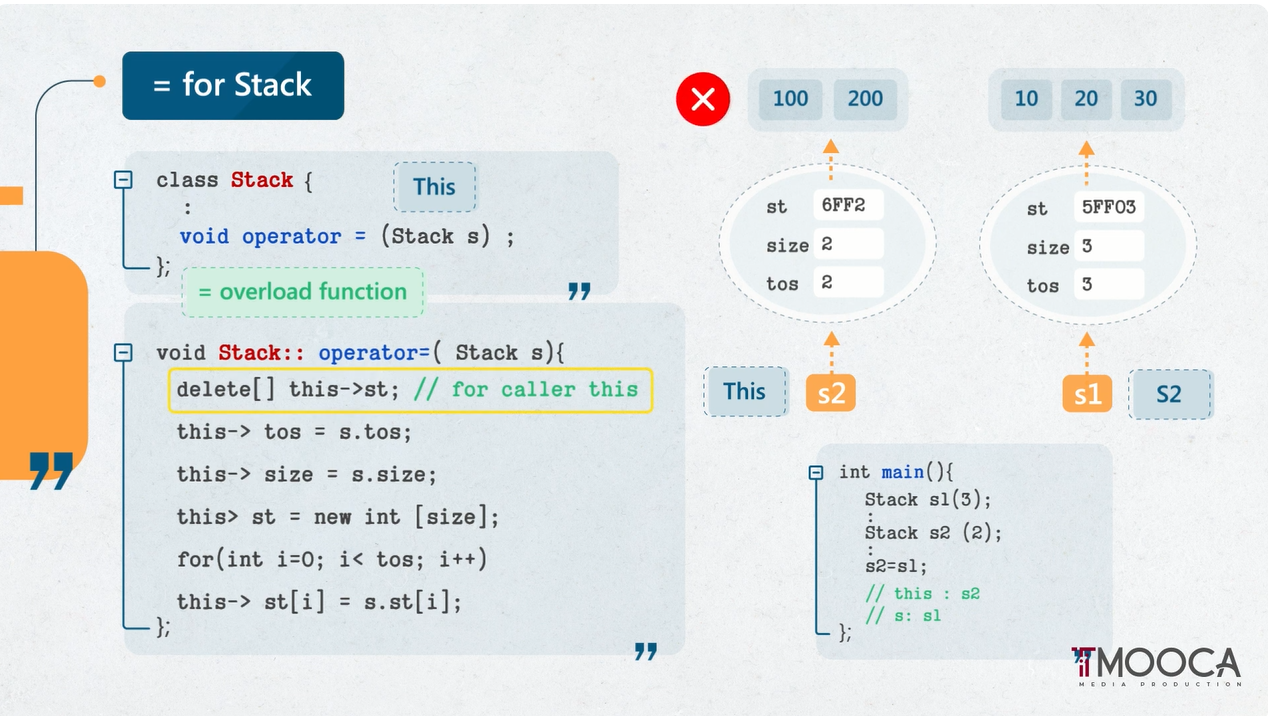 = for Stack
class Stack {
:
void operator = (Stack s) ;
};
This
= overload function
void Stack:: operator=( Stack s){
delete[] this->st; // for caller this
this-> tos = s.tos;
this-> size = s.size;
this> st = new int [size];
for(int i=0; i< tos; i++)
this-> st[i] = s.st[i];
};
100 200
st 6FF2
size 2
tos 2
This s2
10 20 30
st 5FF03
size 3
tos 3
s1 S2
int main(){
Stack s1(3);
:
Stack s2 (2);
:
s2=s1;
// this : s2
// s: s1
};
MOOCA
MEDIA PRODUCTION